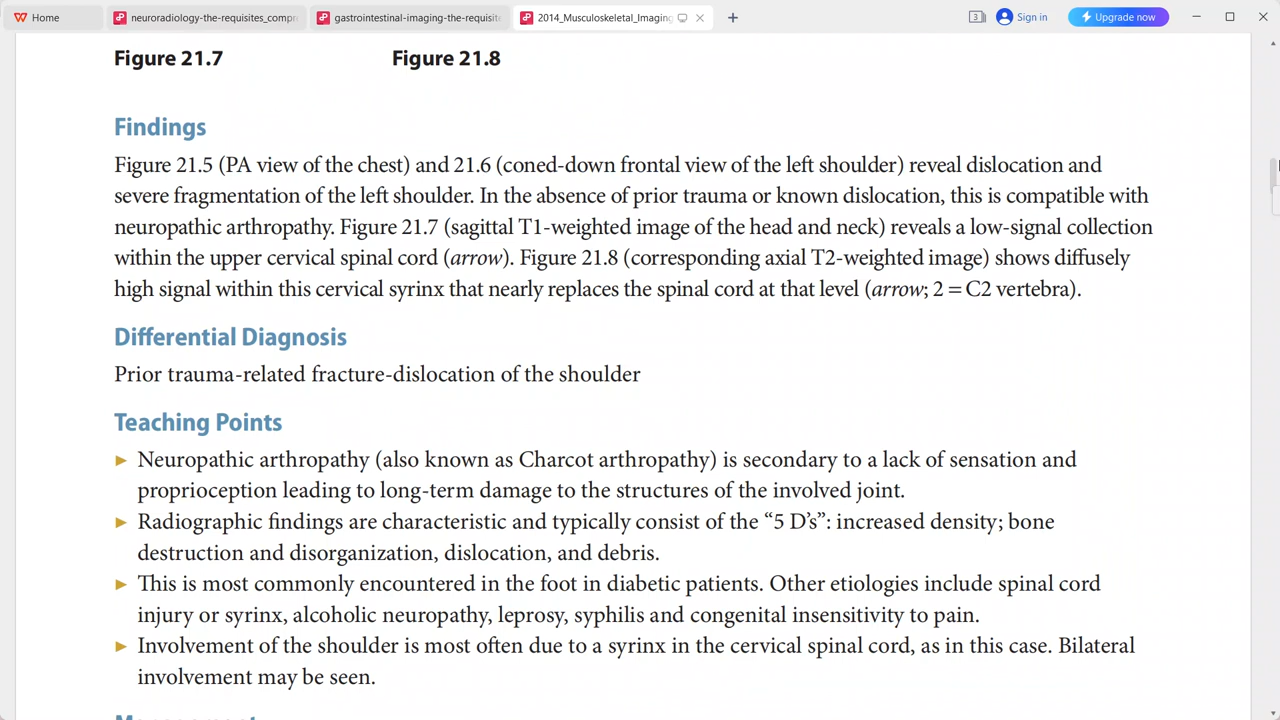 Home
neuroradiology-the-requisites_compr
gastrointestinal-imaging-the-requisite
2014_Musculoskeletal_Imaging
3
Sign in
Upgrade now
Figure 21.7
Figure 21.8
Findings
Figure 21.5 (PA view of the chest) and 21.6 (coned-down frontal view of the left shoulder) reveal dislocation and
severe fragmentation of the left shoulder. In the absence of prior trauma or known dislocation, this is compatible with
neuropathic arthropathy. Figure 21.7 (sagittal T1-weighted image of the head and neck) reveals a low-signal collection
within the upper cervical spinal cord (arrow). Figure 21.8 (corresponding axial T2-weighted image) shows diffusely
high signal within this cervical syrinx that nearly replaces the spinal cord at that level (arrow; 2 = C2 vertebra).
Differential Diagnosis
Prior trauma-related fracture-dislocation of the shoulder
Teaching Points
► Neuropathic arthropathy (also known as Charcot arthropathy) is secondary to a lack of sensation and
proprioception leading to long-term damage to the structures of the involved joint.
► Radiographic findings are characteristic and typically consist of the “5 D’s”: increased density; bone
destruction and disorganization, dislocation, and debris.
► This is most commonly encountered in the foot in diabetic patients. Other etiologies include spinal cord
injury or syrinx, alcoholic neuropathy, leprosy, syphilis and congenital insensitivity to pain.
► Involvement of the shoulder is most often due to a syrinx in the cervical spinal cord, as in this case. Bilateral
involvement may be seen.